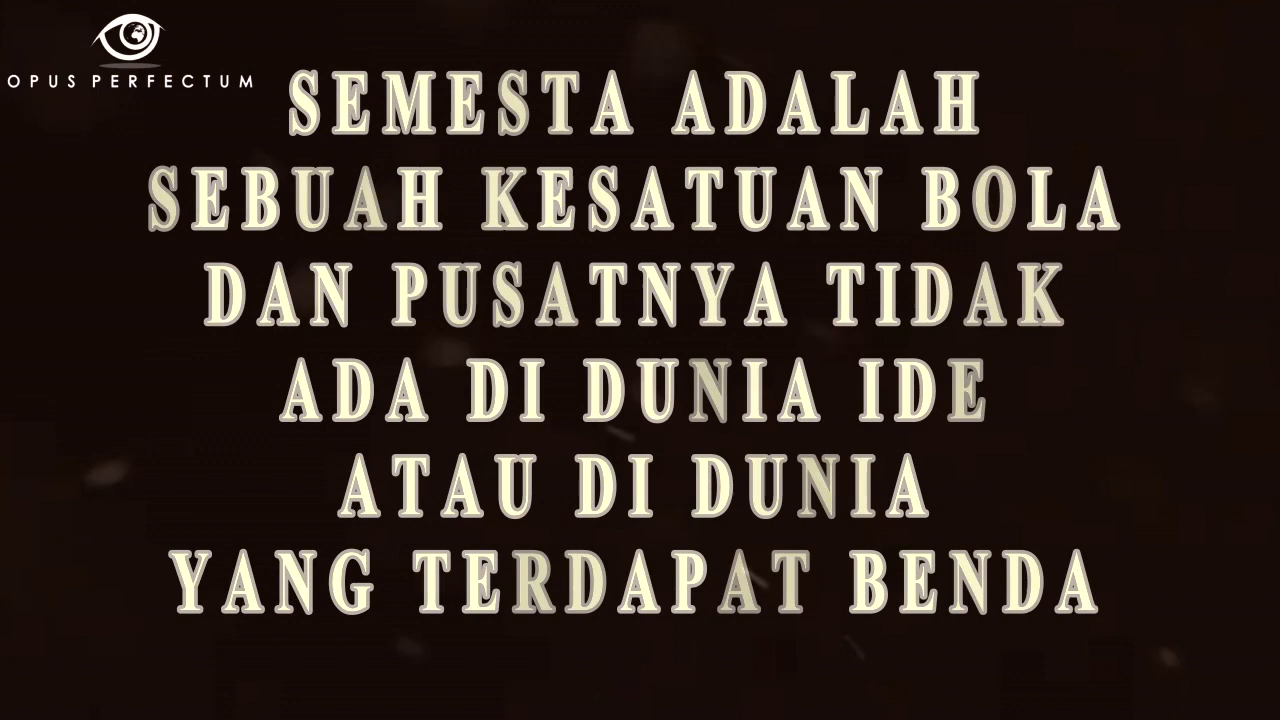 OPUS PERFECTUM
SEMESTA ADALAH
SEBUAH KESATUAN BOLA
DAN PUSATNYA TIDAK
ADA DI DUNIA IDE
ATAU DI DUNIA
YANG TERDAPAT BENDA